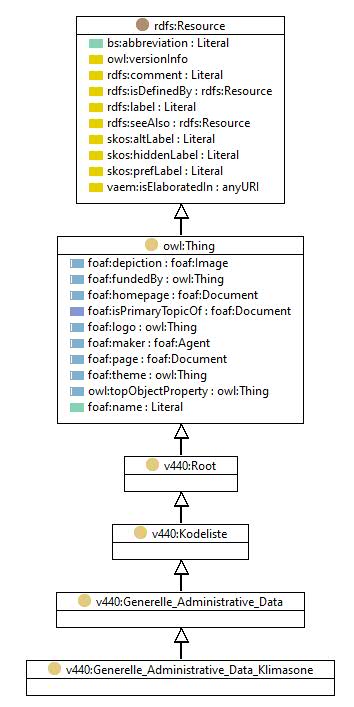 rdfs:Resource
bs:abbreviation : Literal
owl:versionInfo
rdfs:comment : Literal
rdfs:isDefinedBy : rdfs:Resource
rdfs:label : Literal
rdfs:seeAlso : rdfs:Resource
skos:altLabel : Literal
skos:hiddenLabel : Literal
skos:prefLabel : Literal
vaem:isElaboratedIn : anyURI
owl:Thing
foaf:depiction : foaf:Image
foaf:fundedBy : owl:Thing
foaf:homepage : foaf:Document
foaf:isPrimaryTopicOf : foaf:Document
foaf:logo : owl:Thing
foaf:maker : foaf:Agent
foaf:page : foaf:Document
foaf:theme : owl:Thing
owl:topObjectProperty : owl:Thing
foaf:name : Literal
v440:Root
v440:Kodeliste
v440:Generelle_Administrative_Data
v440:Generelle_Administrative_Data_Klimasone